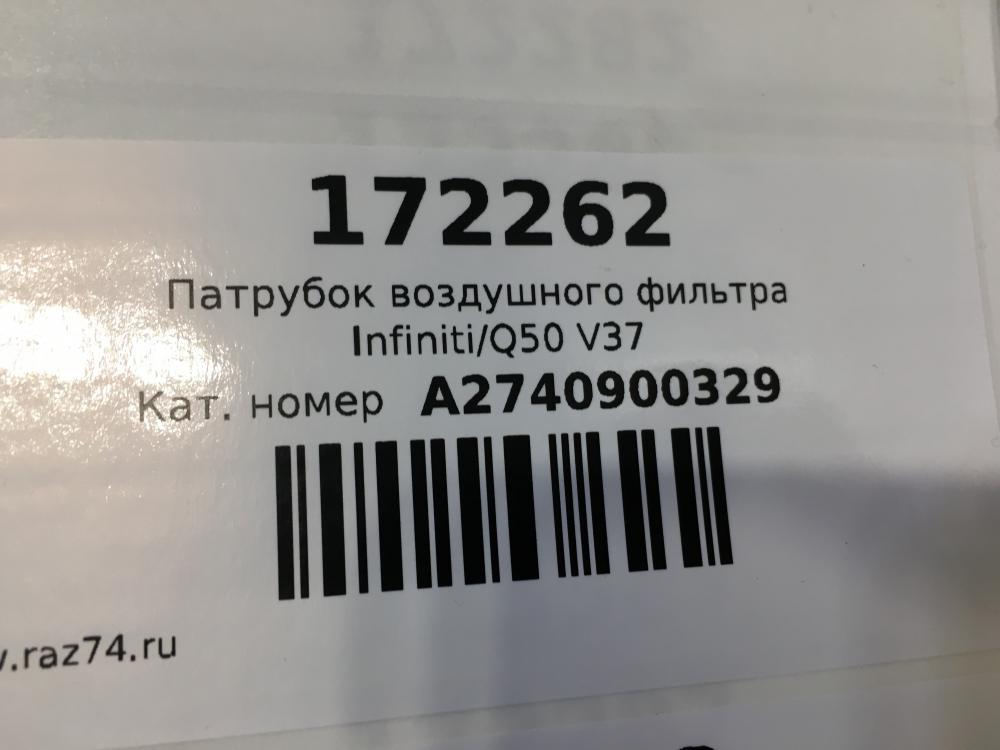 172262
Патрубок воздушного фильтра
Infiniti/Q50 V37
Кат. номер A2740900329
.raz74.ru